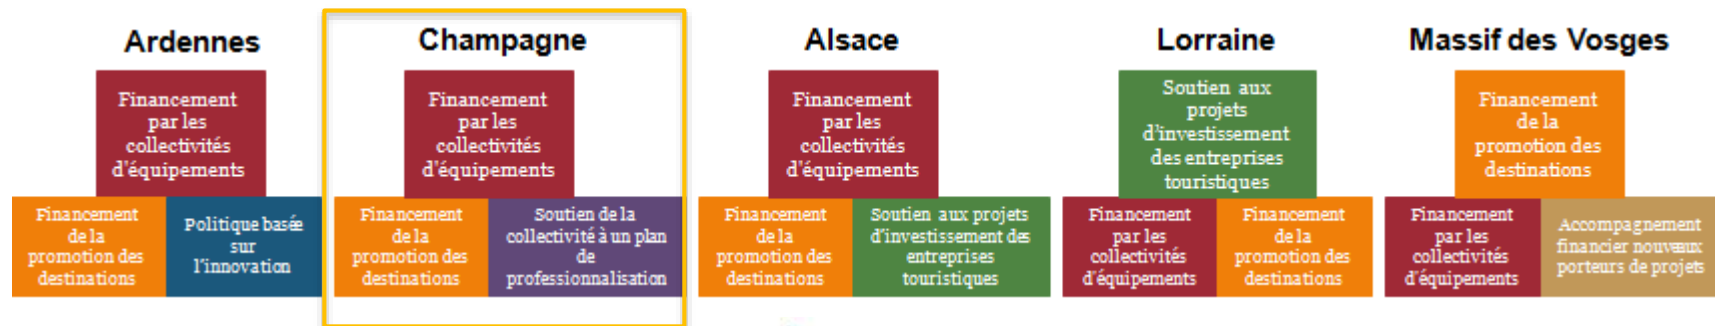 Ardennes
Financement
par les
collectivités
d'équipements
Financement
de la
promotion des
destinations
Politique basée
sur
l'innovation
Champagne
Financement
par les
collectivités
d'équipements
Financement
de la
promotion des
destinations
Soutien de la
collectivité à un plan
de
professionnalisation
Alsace
Financement
par les
collectivités
d'équipements
Financement
de la
promotion des
destinations
Soutien aux projets
d'investissement des
entreprises
touristiques
Lorraine
Soutien aux
projets
d'investissement
des entreprises
touristiques
Financement
par les
collectivités
d'équipements
Financement
de la
promotion des
destinations
Massif des Vosges
Financement
de la
promotion des
destinations
Financement
par les
collectivités
d'équipements
Accompagnement
financier nouveaux
porteurs de projets